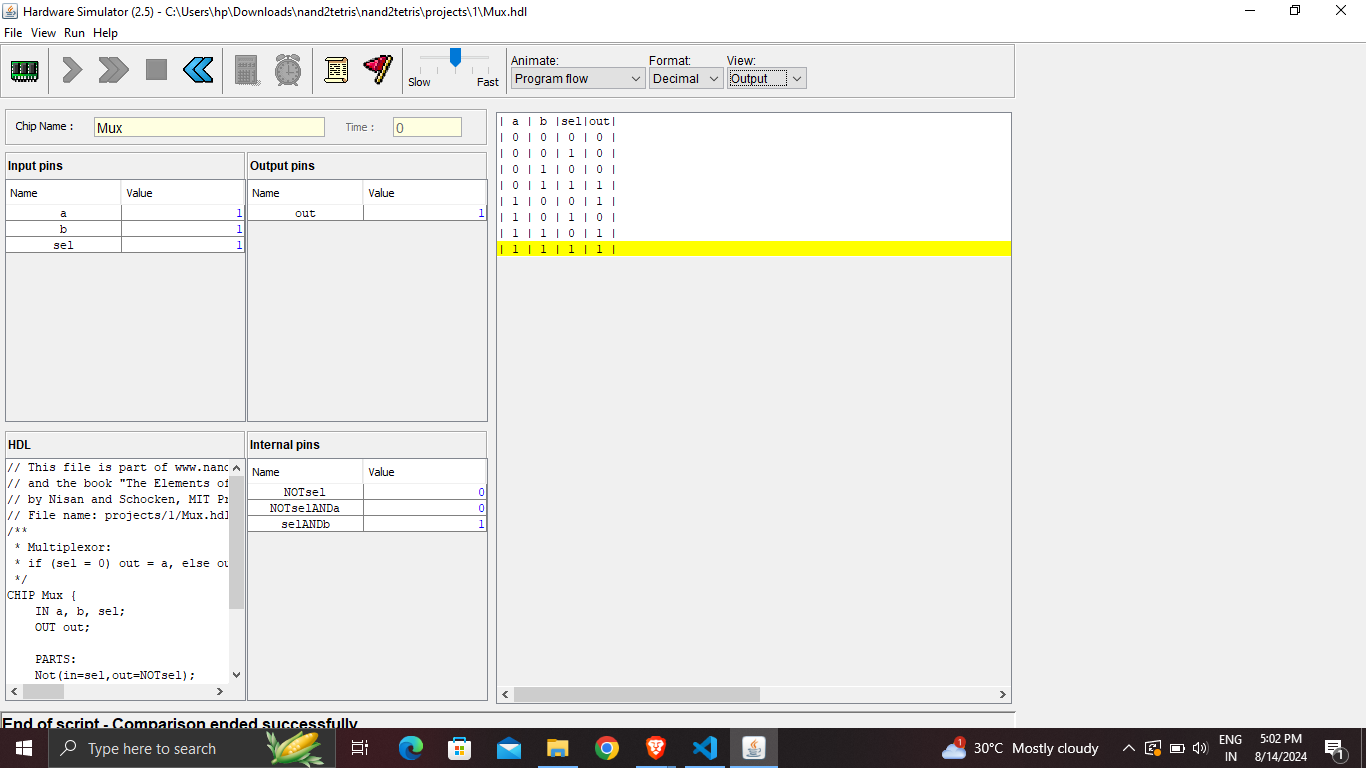 Hardware Simulator (2.5) - C:\Users\hp\Downloads\nand2tetris\nand2tetris\projects\1\Mux.hdl
File View Run Help
Slow Fast
Animate:
Program flow
Format:
Decimal
View:
Output
Chip Name :
Mux
Time :
0
Input pins
Name Value
a 1
b 1
sel 1
Output pins
Name Value
out 1
HDL
// This file is part of www.nand
// and the book "The Elements of
// by Nisan and Schocken, MIT Pr
// File name: projects/1/Mux.hdl
/**
* Multiplexor:
* if (sel = 0) out = a, else ou
*/
CHIP Mux {
IN a, b, sel;
OUT out;
PARTS:
Not(in=sel,out=NOTsel);
Internal pins
Name Value
NOTsel 0
NOTselANDa 0
selANDb 1
| a | b |sel|out|
| 0 | 0 | 0 | 0 |
| 0 | 0 | 1 | 0 |
| 0 | 1 | 0 | 0 |
| 0 | 1 | 1 | 1 |
| 1 | 0 | 0 | 1 |
| 1 | 0 | 1 | 0 |
| 1 | 1 | 0 | 1 |
| 1 | 1 | 1 | 1 |
End of script - Comparison ended successfully
Type here to search
1
30°C Mostly cloudy
ENG
IN
5:02 PM
8/14/2024
1